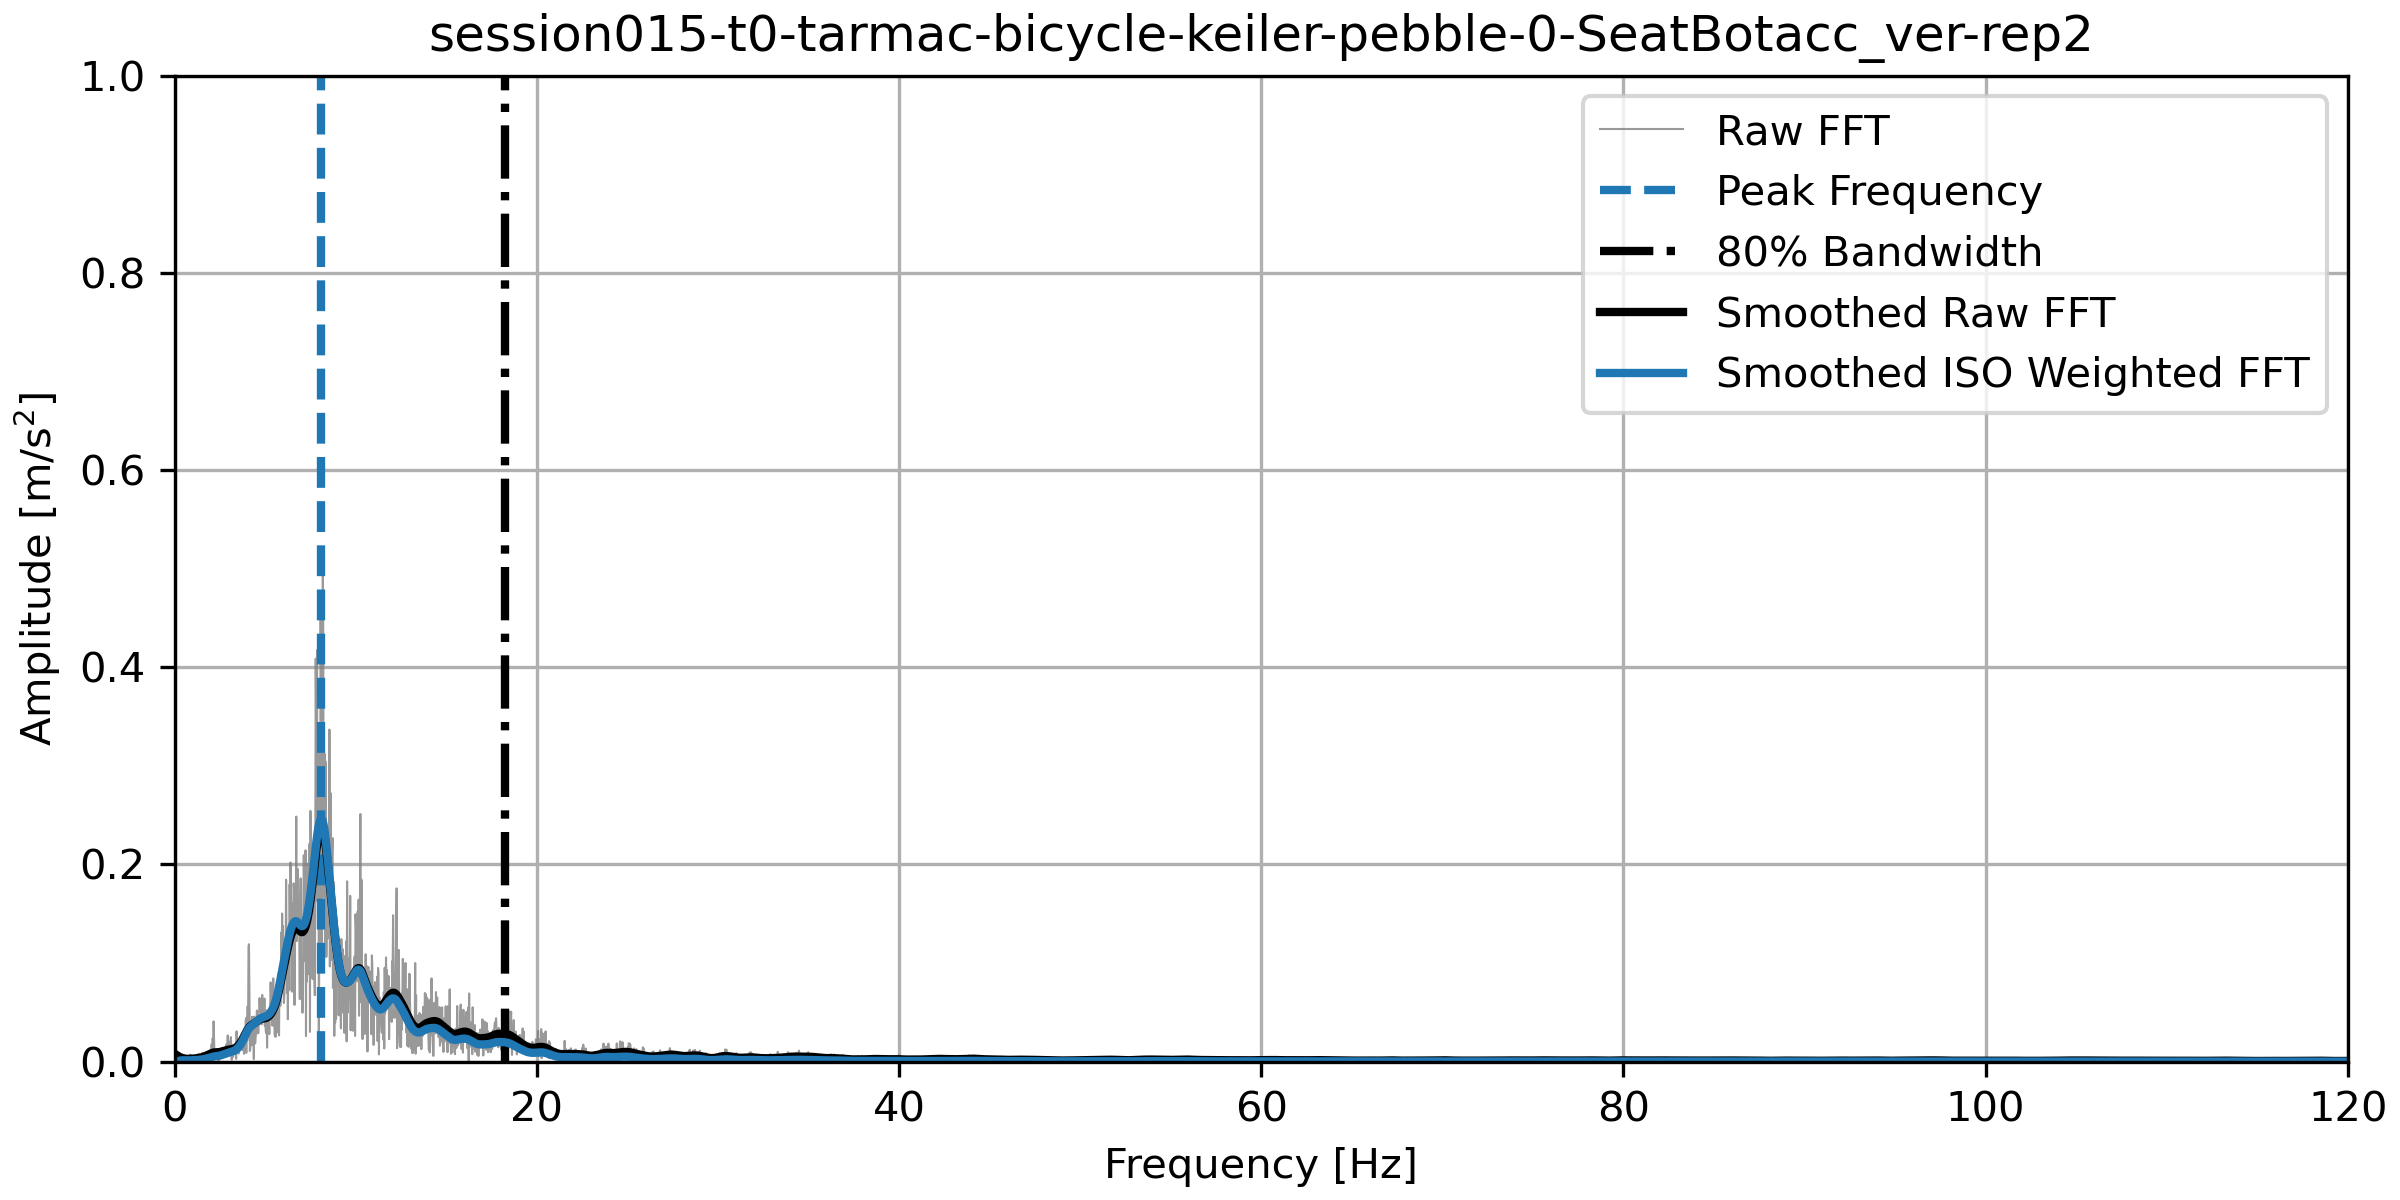 session015-t0-tarmac-bicycle-keiler-pebble-0-SeatBotacc_ver-rep2
1.0
0.8
0.6
0.4
0.2
0.0
Amplitude [m/s²]
Raw FFT
Peak Frequency
80% Bandwidth
Smoothed Raw FFT
Smoothed ISO Weighted FFT
0 20 40 60 80 100 120
Frequency [Hz]